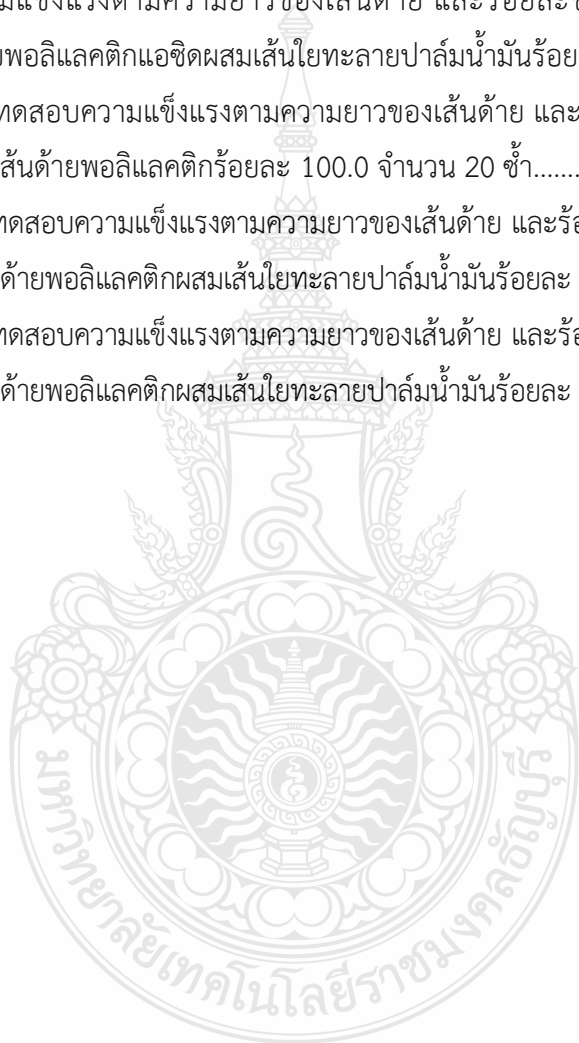 มแข็งแรงตามความยาวของเส้นด้าย และร้อยละ
ยพอลิแลคติกแอซิดผสมเส้นใยทะลายปาล์มน้ำมันร้อย
ทดสอบความแข็งแรงตามความยาวของเส้นด้าย และ
ส้นด้ายพอลิแลคติกร้อยละ 100.0 จำนวน 20 ซ้ำ.......
ทดสอบความแข็งแรงตามความยาวของเส้นด้าย และร้อ
ด้ายพอลิแลคติกผสมเส้นใยทะลายปาล์มน้ำมันร้อยละ
ทดสอบความแข็งแรงตามความยาวของเส้นด้าย และร้อ
ด้ายพอลิแลคติกผสมเส้นใยทะลายปาล์มน้ำมันร้อยละ
มหาวิทยาลัยเทคโนโลยีราชมงคลธัญบุรี